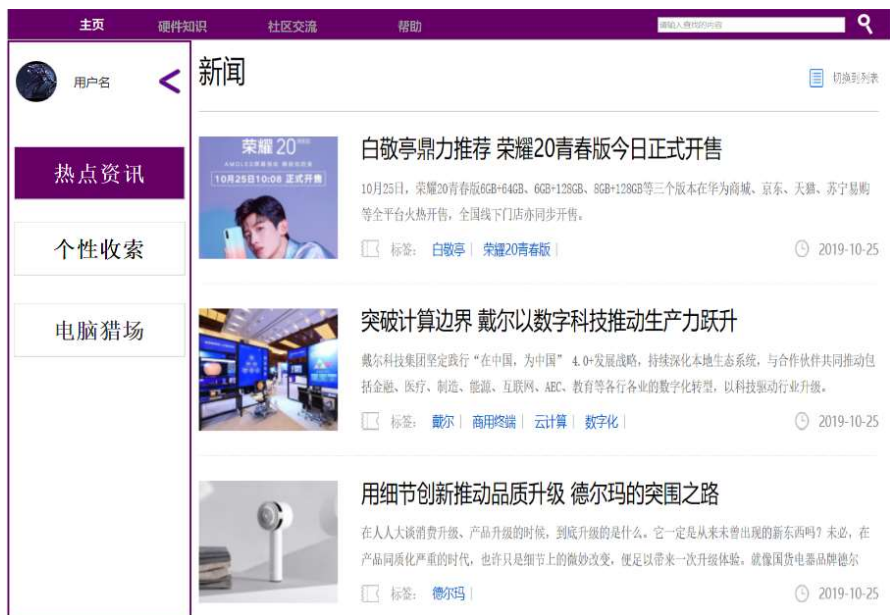 主页 硬件知识 社区交流 帮助 请输入查找的内容
用户名
热点资讯
个性收索
电脑猎场
新闻
切换到列表
荣耀 20
10月25日10:08 正式开售
白敬亭鼎力推荐 荣耀20青春版今日正式开售
10月25日，荣耀20青春版6GB+64GB、6GB+128GB、8GB+128GB等三个版本在华为商城、京东、天猫、苏宁易购
等全平台火热开售，全国线下门店亦同步开售。
标签： 白敬亭 | 荣耀20青春版 |
2019-10-25
突破计算边界 戴尔以数字科技推动生产力跃升
戴尔科技集团坚定践行“在中国，为中国” 4.0+发展战略，持续深化本地生态系统，与合作伙伴共同推动包
括金融、医疗、制造、能源、互联网、AEC、教育等各行各业的数字化转型，以科技驱动行业升级。
标签： 戴尔 | 商用终端 | 云计算 | 数字化 |
2019-10-25
用细节创新推动品质升级 德尔玛的突围之路
在人人大谈消费升级、产品升级的时候，到底升级的是什么。它一定是从来未曾出现的新东西吗？未必，在
产品同质化严重的时代，也许只是细节上的微妙改变，便足以带来一次升级体验。就像国货电器品牌德尔
标签： 德尔玛 |
2019-10-25